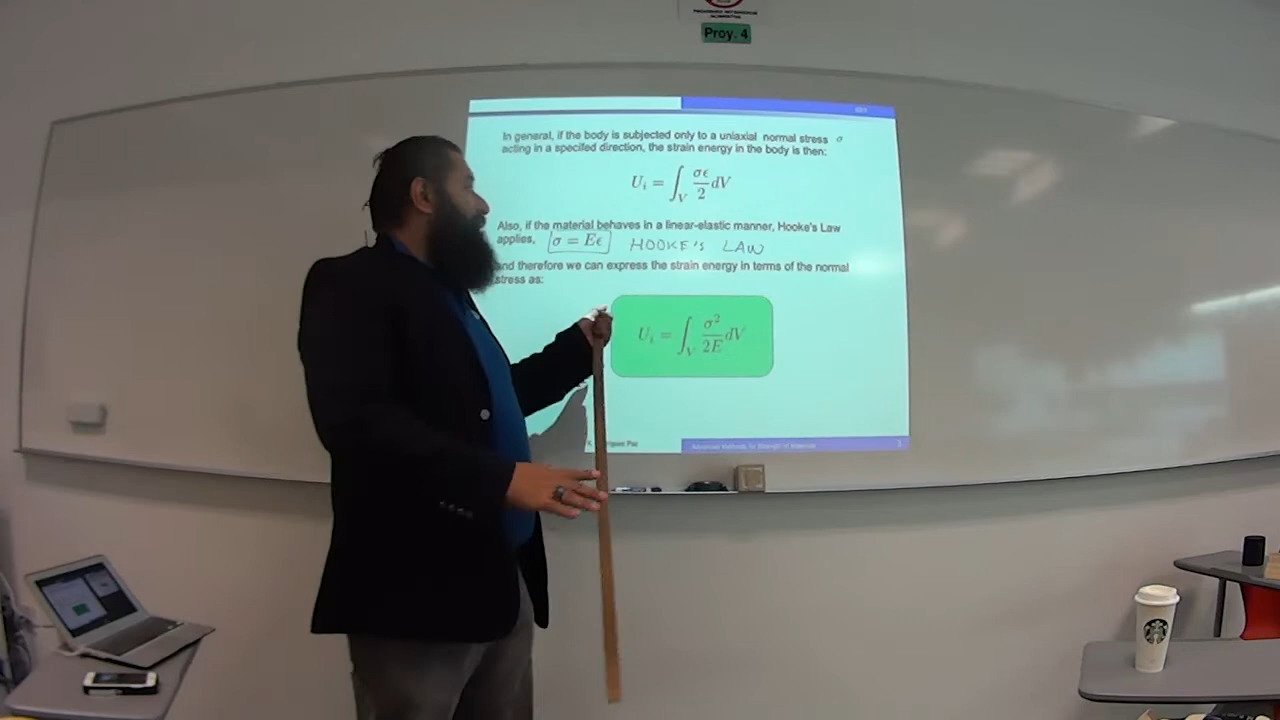 Proy. 4
In general, if the body is subjected only to a uniaxial normal stress σ
acting in a specifed direction, the strain energy in the body is then:
U_i = ∫_V σϵ/2 dV
Also, if the material behaves in a linear-elastic manner, Hooke's Law
applies, σ = Eϵ HOOKE'S LAW
and therefore we can express the strain energy in terms of the normal
stress as:
U_i = ∫_V σ²/2E dV
Advanced Methods for Strength of Materials